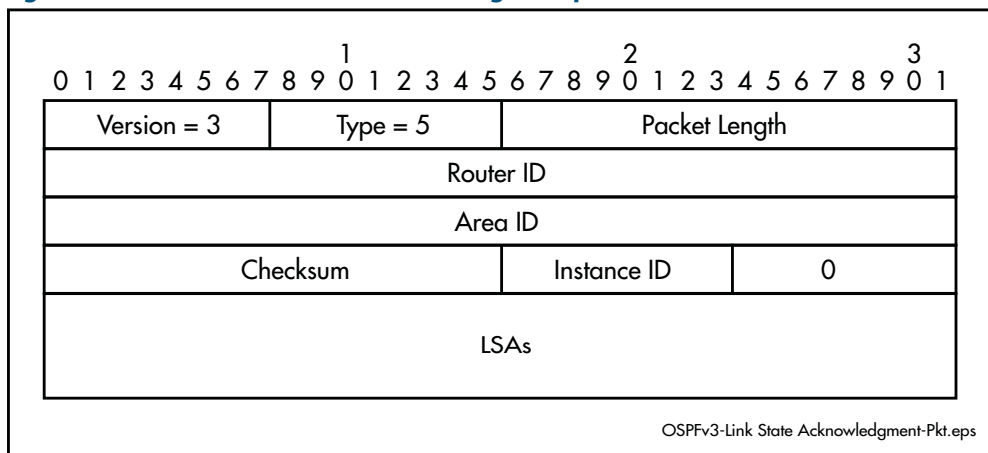 1 2 3
0 1 2 3 4 5 6 7 8 9 0 1 2 3 4 5 6 7 8 9 0 1 2 3 4 5 6 7 8 9 0 1
Version = 3 Type = 5 Packet Length
Router ID
Area ID
Checksum Instance ID 0
LSAs
OSPFv3-Link State Acknowledgment-Pkt.eps